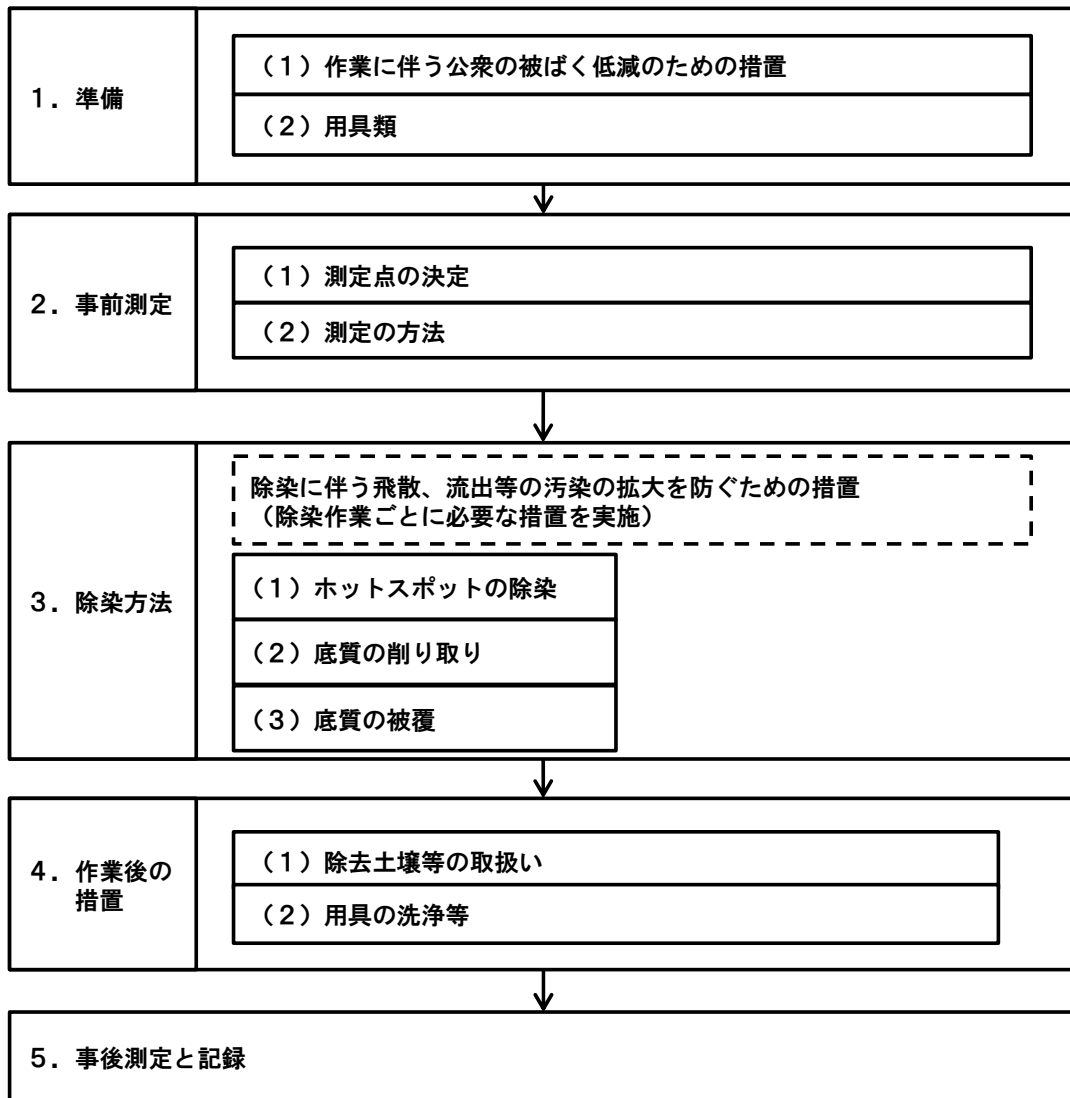 １．準備
（１）作業に伴う公衆の被ばく低減のための措置
（２）用具類
２．事前測定
（１）測定点の決定
（２）測定の方法
３．除染方法
除染に伴う飛散、流出等の汚染の拡大を防ぐための措置
（除染作業ごとに必要な措置を実施）
（１）ホットスポットの除染
（２）底質の削り取り
（３）底質の被覆
４．作業後の
措置
（１）除去土壌等の取扱い
（２）用具の洗浄等
５．事後測定と記録